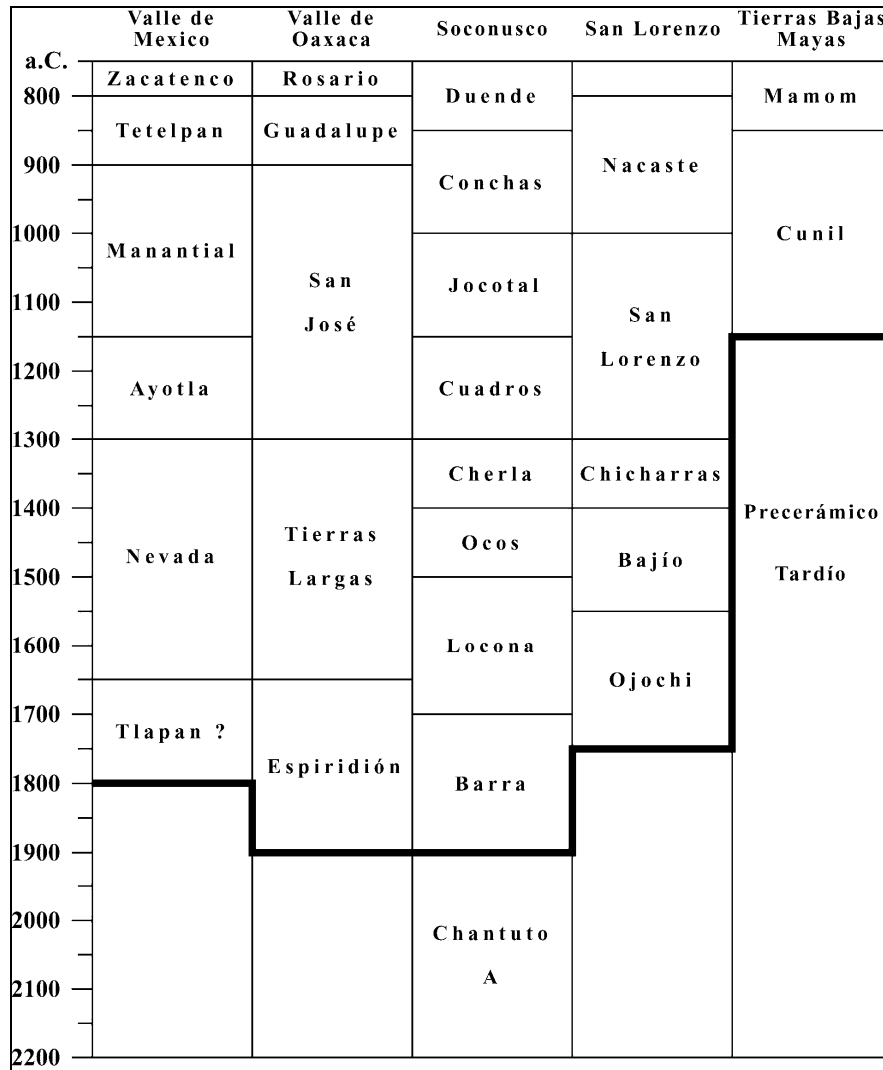 Valle de
Mexico
Valle de
Oaxaca
Soconusco
San Lorenzo
Tierras Bajas
Mayas
a.C.
Zacatenco
Rosario
Duende
Mamom
800
Tetelpan
Guadalupe
Nacaste
900
Conchas
Cunil
1000
Manantial
San
José
Jocotal
San
Lorenzo
1100
1200
Ayotla
Cuadros
1300
Cherla
Chicharras
1400
Precerámico
Tardío
Nevada
Tierras
Largas
Ocos
Bajío
1500
1600
Locona
Ojochi
1700
Tlapan ?
Espiridión
Barra
1800
1900
2000
Chantuto
A
2100
2200